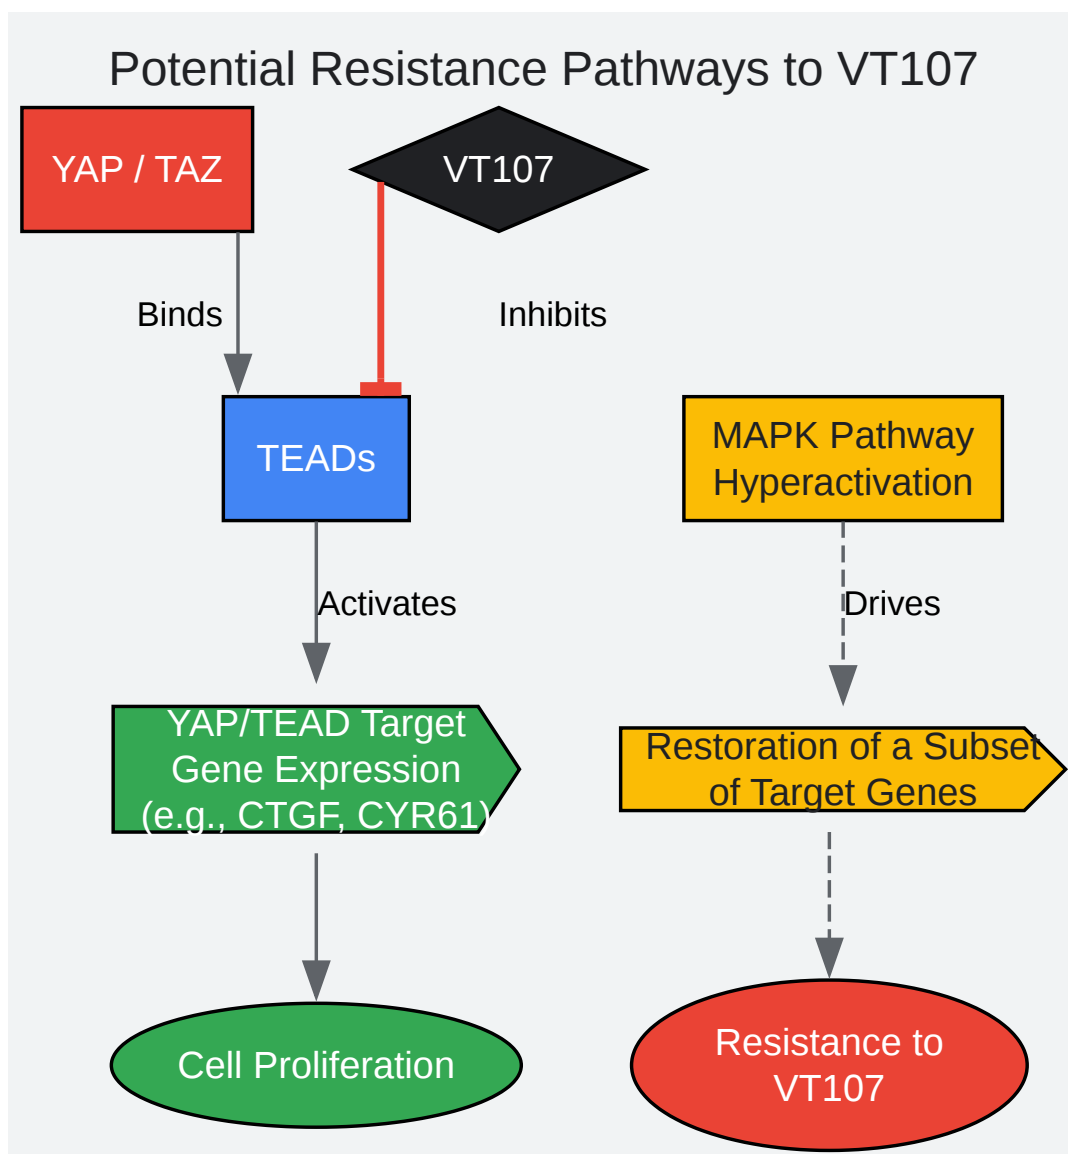 Potential Resistance Pathways to VT107
YAP / TAZ
VT107
Binds
Inhibits
TEADs
MAPK Pathway
Hyperactivation
Activates
Drives
YAP/TEAD Target
Gene Expression
(e.g., CTGF, CYR61)
Restoration of a Subset
of Target Genes
Cell Proliferation
Resistance to
VT107